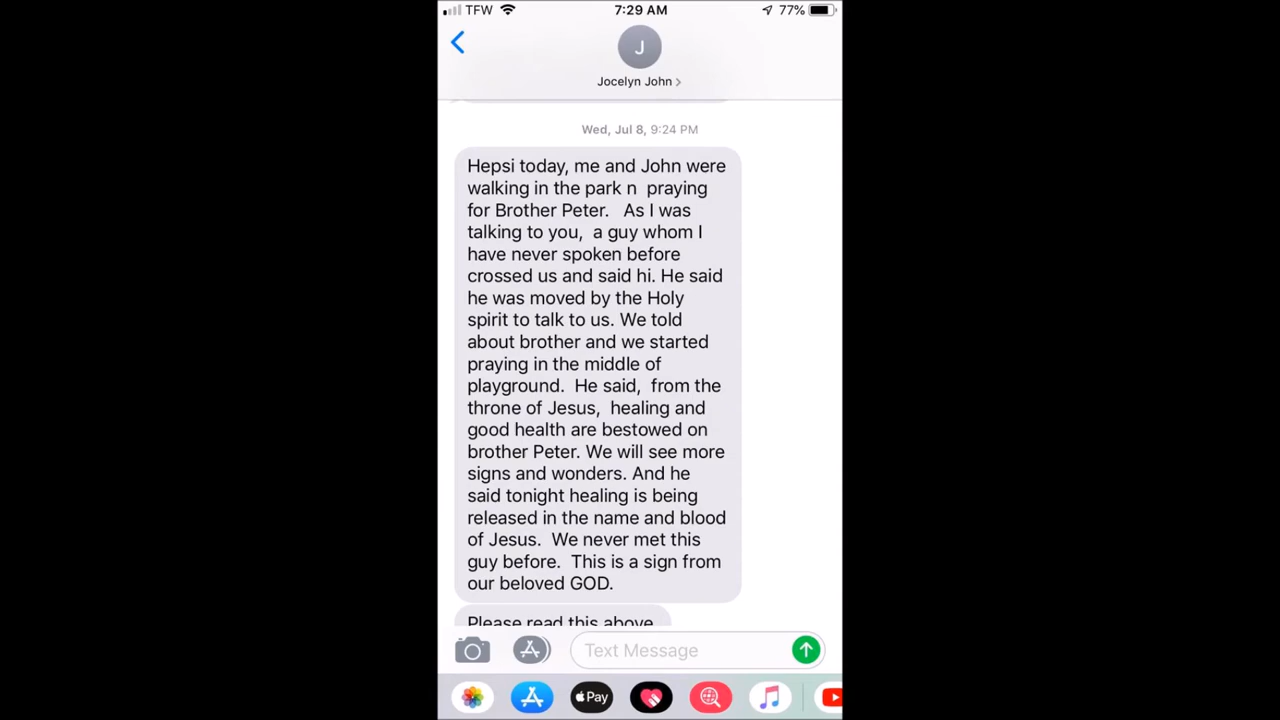 TFW 7:29 AM 77%
J
Jocelyn John >
Wed, Jul 8, 9:24 PM
Hepsi today, me and John were
walking in the park n  praying
for Brother Peter.   As I was
talking to you,  a guy whom I
have never spoken before
crossed us and said hi. He said
he was moved by the Holy
spirit to talk to us. We told
about brother and we started
praying in the middle of
playground.  He said,  from the
throne of Jesus,  healing and
good health are bestowed on
brother Peter. We will see more
signs and wonders. And he
said tonight healing is being
released in the name and blood
of Jesus.  We never met this
guy before.  This is a sign from
our beloved GOD.
Please read this above
Text Message
Pay